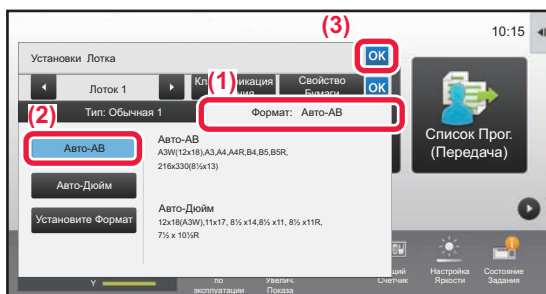 (3)
10:15
Установки Лотка
OK
(1)
Лоток 1
Свойство
Бумаги
OK
(2)
Тип: Обычная 1
Формат: Авто-AB
Авто-AB
Авто-AB
A3W(12x18),A3,A4,A4R,B4,B5,B5R,
216x330(8½x13)
Авто-Дюйм
Установите Формат
Авто-Дюйм
12x18(A3W),11x17, 8½ x14,8½ x11, 8½ x11R,
7½ x 10½R
Список Прог.
(Передача)
Y
по
эксплуатации
Увелич.
Показа
Счетчик
Настройка
Яркости
Состояние
Задания